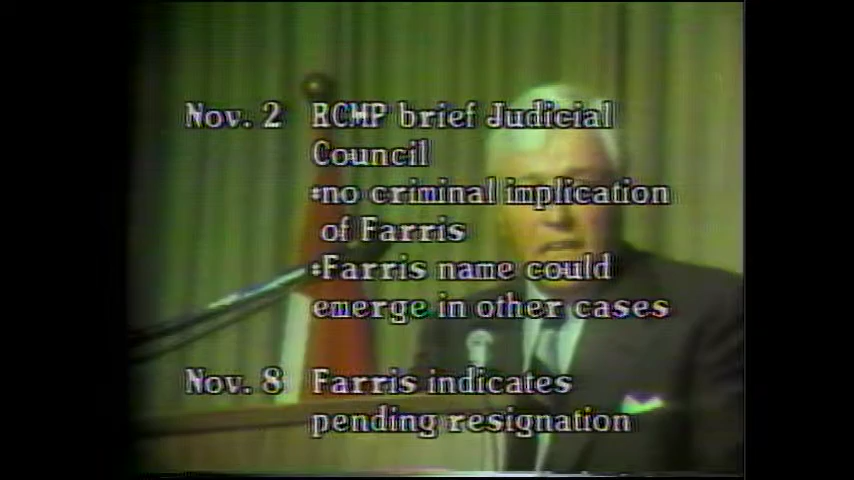 Nov. 2 RCMP brief Judicial
Council
•no criminal implication
of Farris
•Farris name could
emerge in other cases
Nov. 8 Farris indicates
pending resignation